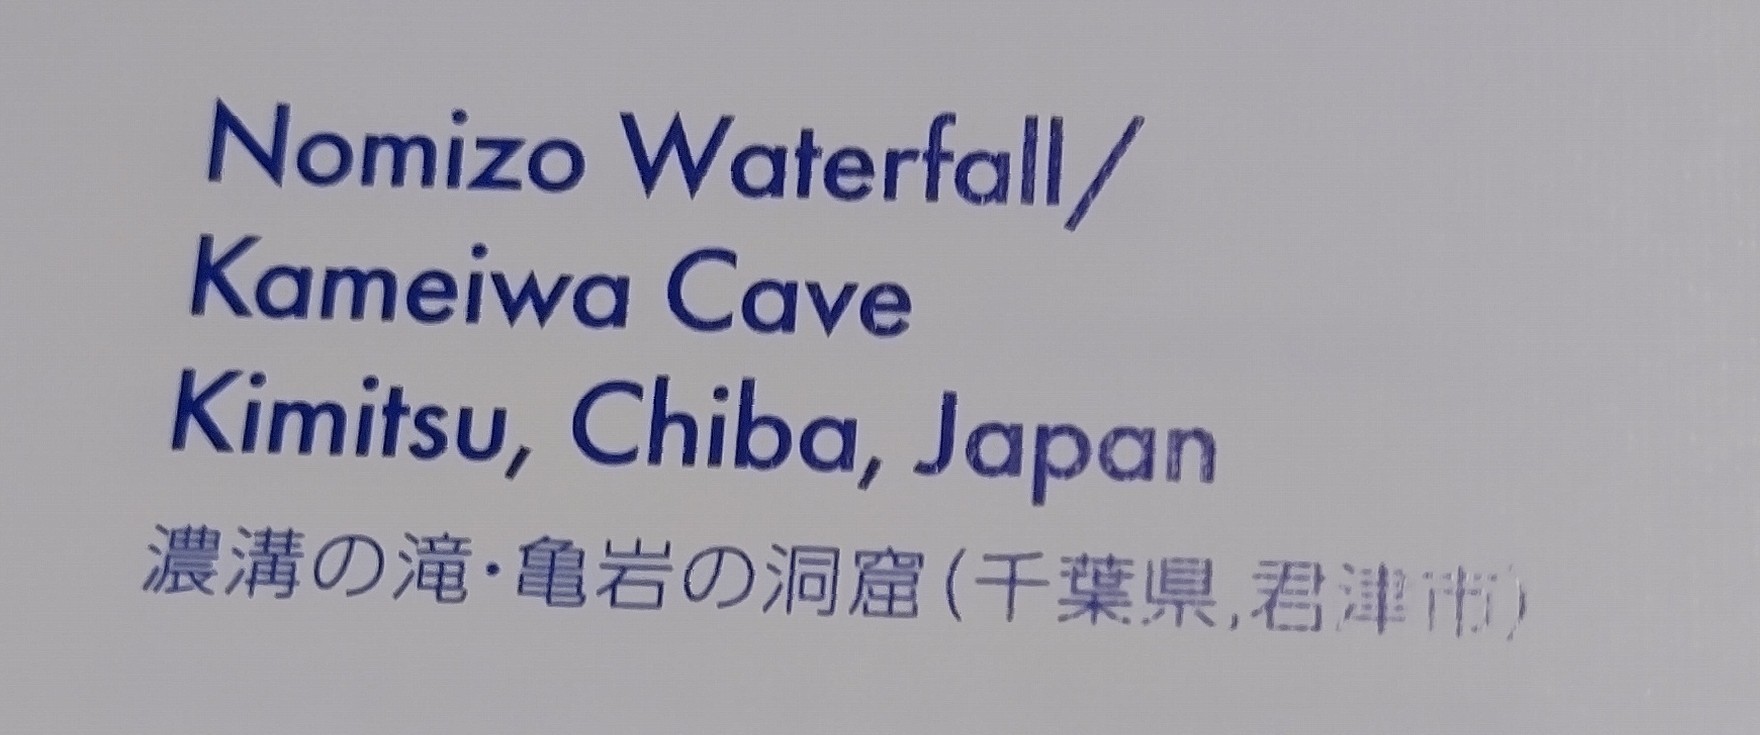 Nomizo Waterfall/
Kameiwa Cave
Kimitsu, Chiba, Japan
濃溝の滝・亀岩の洞窟(千葉県,君津市)